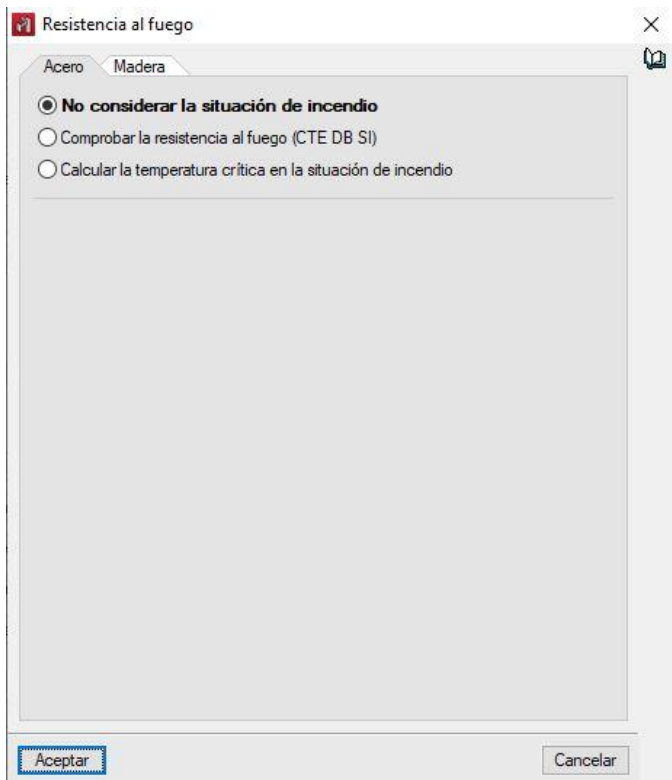 Resistencia al fuego
Acero
Madera
No considerar la situación de incendio
Comprobar la resistencia al fuego (CTE DB SI)
Calcular la temperatura crítica en la situación de incendio
Aceptar
Cancelar